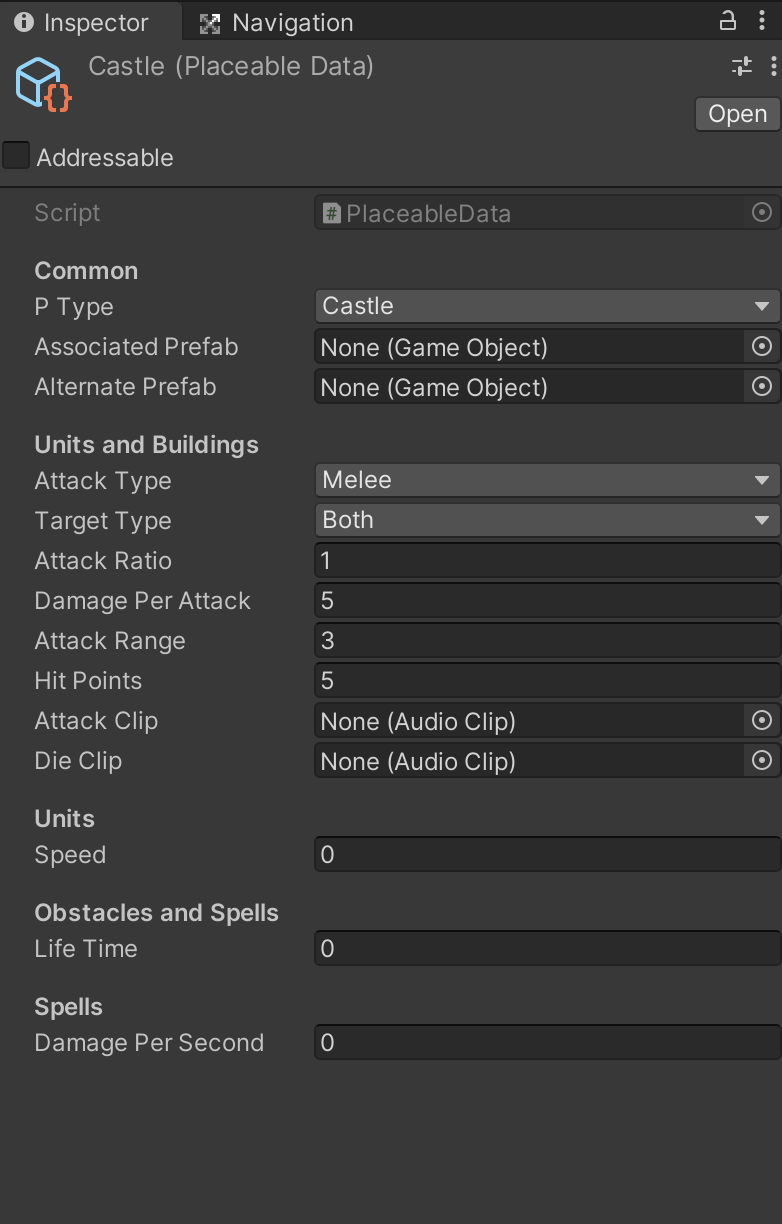 Inspector Navigation
Castle (Placeable Data)
Open
Addressable
Script # PlaceableData
Common
P Type Castle
Associated Prefab None (Game Object)
Alternate Prefab None (Game Object)
Units and Buildings
Attack Type Melee
Target Type Both
Attack Ratio 1
Damage Per Attack 5
Attack Range 3
Hit Points 5
Attack Clip None (Audio Clip)
Die Clip None (Audio Clip)
Units
Speed 0
Obstacles and Spells
Life Time 0
Spells
Damage Per Second 0